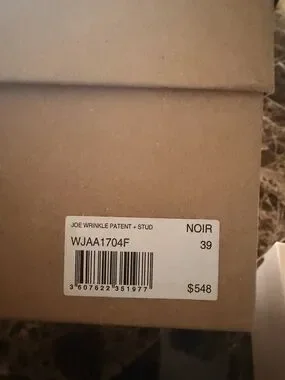 JOE WRINKLE PATENT + STUD NOIR
WJAA1704F 39
3 607622 351977 $548